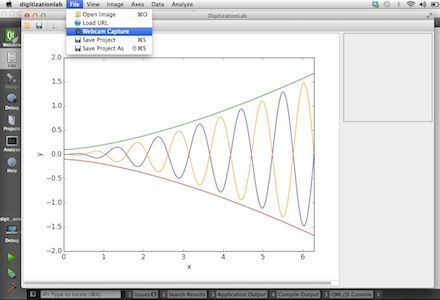 digitizationlab File View Image Axes Data Analyze
DigitizationLab
Open Image ⌘O
Load URL
Webcam Capture
Save Project ⌘S
Save Project As ⇧⌘S
Qt
Welcome
Edit
Design
Debug
Projects
Analyze
Help
digit...
Debug
2.0
1.5
1.0
0.5
0.0
−0.5
−1.0
−1.5
−2.0
y
0 1 2 3 4 5 6
x
Type to locate (⌘K) 1 Issues 2 Search Results 3 Application Output 4 Compile Output 5 QML/JS Console